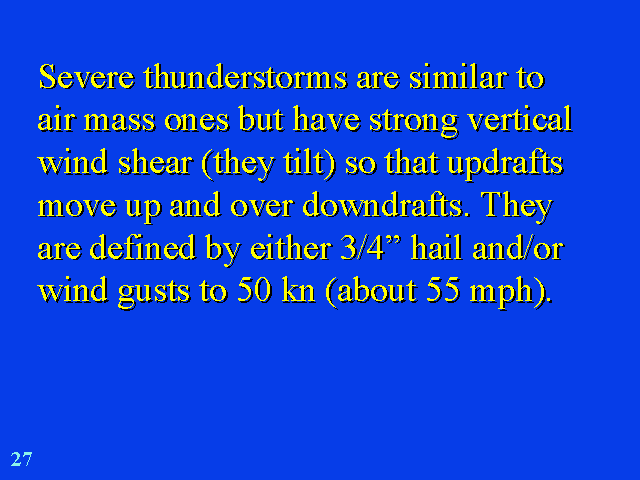 Severe thunderstorms are similar to
air mass ones but have strong vertical
wind shear (they tilt) so that updrafts
move up and over downdrafts. They
are defined by either 3/4” hail and/or
wind gusts to 50 kn (about 55 mph).
27